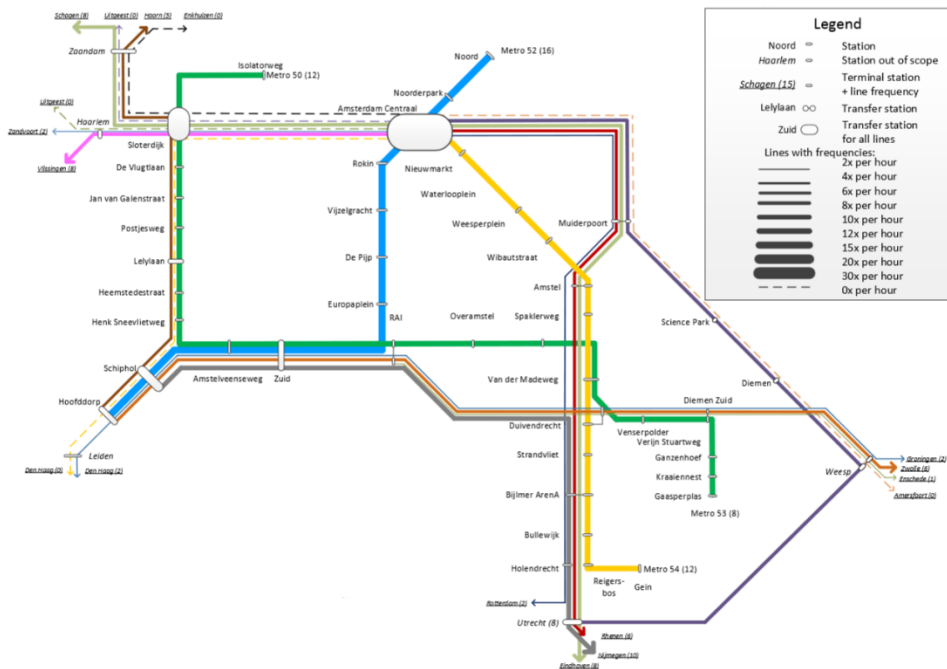 Schagen (8)
Uitgeest (0)
Hoorn (5)
Enkhuizen (0)
Zaandam
Isolatorweg
Metro 50 (12)
Noord
Metro 52 (16)
Noorderpark
Amsterdam Centraal
Uitgeest (0)
Haarlem
Zandvoort (2)
Vlissingen (8)
Sloterdijk
De Vlugtlaan
Jan van Galenstraat
Postjesweg
Lelylaan
Heemstedestraat
Henk Sneevlietweg
Rokin
Vijzelgracht
De Pijp
Europaplein
RAI
Nieuwmarkt
Waterlooplein
Weesperplein
Wibautstraat
Muiderpoort
Amstel
Spaklerweg
Overamstel
Science Park
Van der Madeweg
Diemen
Schiphol
Amstelveenseweg
Zuid
Hoofddorp
Diemen Zuid
Duivendrecht
Venserpolder
Verijn Stuartweg
Ganzenhoef
Kraaiennest
Gaasperplas
Metro 53 (8)
Strandvliet
Bijlmer ArenA
Bullewijk
Holendrecht
Reigers-
bos
Gein
Metro 54 (12)
Leiden
Den Haag (0)
Den Haag (2)
Weesp
Groningen (2)
Zwolle (6)
Enschede (1)
Amersfoort (0)
Rotterdam (2)
Utrecht (8)
Rhenen (6)
Nijmegen (10)
Eindhoven (8)
Legend
Noord Station
Haarlem Station out of scope
Schagen (15) Terminal station
+ line frequency
Lelylaan Transfer station
Zuid Transfer station
for all lines
Lines with frequencies:
2x per hour
4x per hour
6x per hour
8x per hour
10x per hour
12x per hour
15x per hour
20x per hour
30x per hour
0x per hour